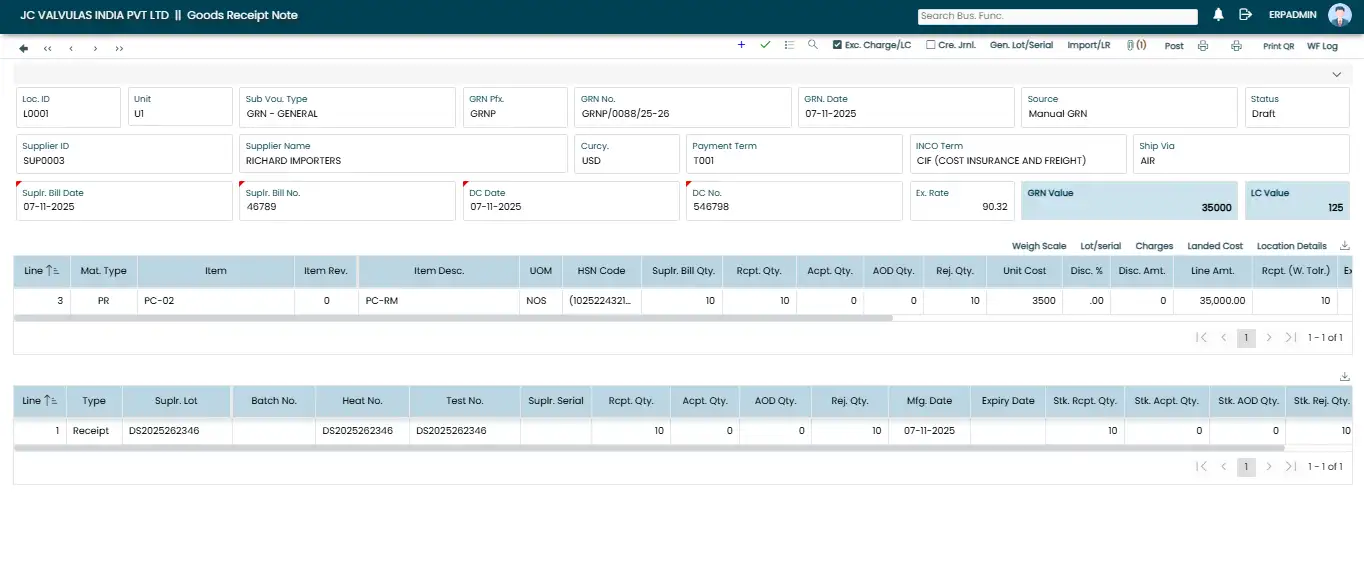 JC VALVULAS INDIA PVT LTD || Goods Receipt Note Search Bus. Func. ERPADMIN
Exc. Charge/LC Cre. Jrnl. Gen. Lot/Serial Import/LR (1) Post Print QR WF Log
Loc. ID Unit Sub Vou. Type GRN Pfx. GRN No. GRN. Date Source Status
L0001 U1 GRN - GENERAL GRNP GRNP/0088/25-26 07-11-2025 Manual GRN Draft
Supplier ID Supplier Name Curcy. Payment Term INCO Term Ship Via
SUP0003 RICHARD IMPORTERS USD T001 CIF (COST INSURANCE AND FREIGHT) AIR
Suplr. Bill Date Suplr. Bill No. DC Date DC No. Ex. Rate GRN Value LC Value
07-11-2025 46789 07-11-2025 546798 90.32 35000 125
Weigh Scale Lot/serial Charges Landed Cost Location Details
Line Mat. Type Item Item Rev. Item Desc. UOM HSN Code Suplr. Bill Qty. Rcpt. Qty. Acpt. Qty. AOD Qty. Rej. Qty. Unit Cost Disc. % Disc. Amt. Line Amt. Rcpt. (W. Tolr.) Ex
3 PR PC-02 0 PC-RM NOS (1025224321... 10 10 0 0 10 3500 .00 0 35,000.00 10
1 1 - 1 of 1
Line Type Suplr. Lot Batch No. Heat No. Test No. Suplr. Serial Rcpt. Qty. Acpt. Qty. AOD Qty. Rej. Qty. Mfg. Date Expiry Date Stk. Rcpt. Qty. Stk. Acpt. Qty. Stk. AOD Qty. Stk. Rej. Qty.
1 Receipt DS2025262346 DS2025262346 DS2025262346 10 0 0 10 07-11-2025 10 0 0 10
1 1 - 1 of 1